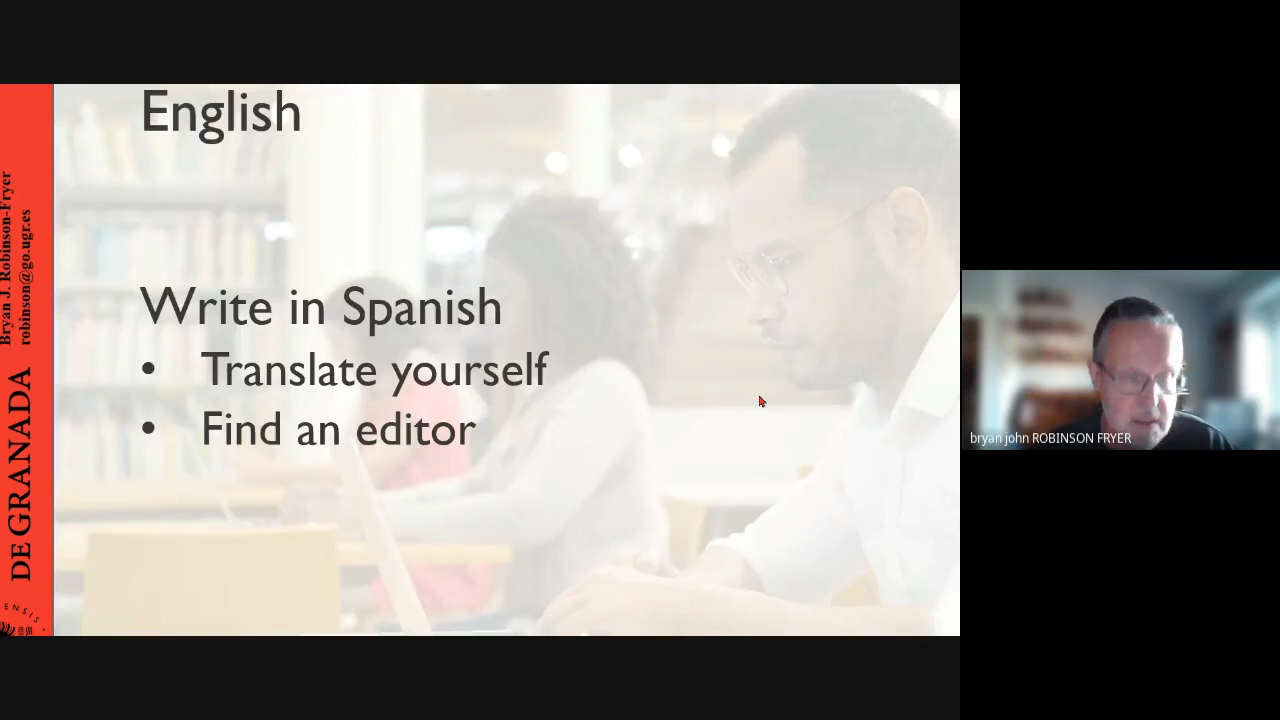 English
Write in Spanish
• Translate yourself
• Find an editor
Bryan J. Robinson-Fryer
robinson@go.ugr.es
DE GRANADA
ENSIS
bryan john ROBINSON FRYER